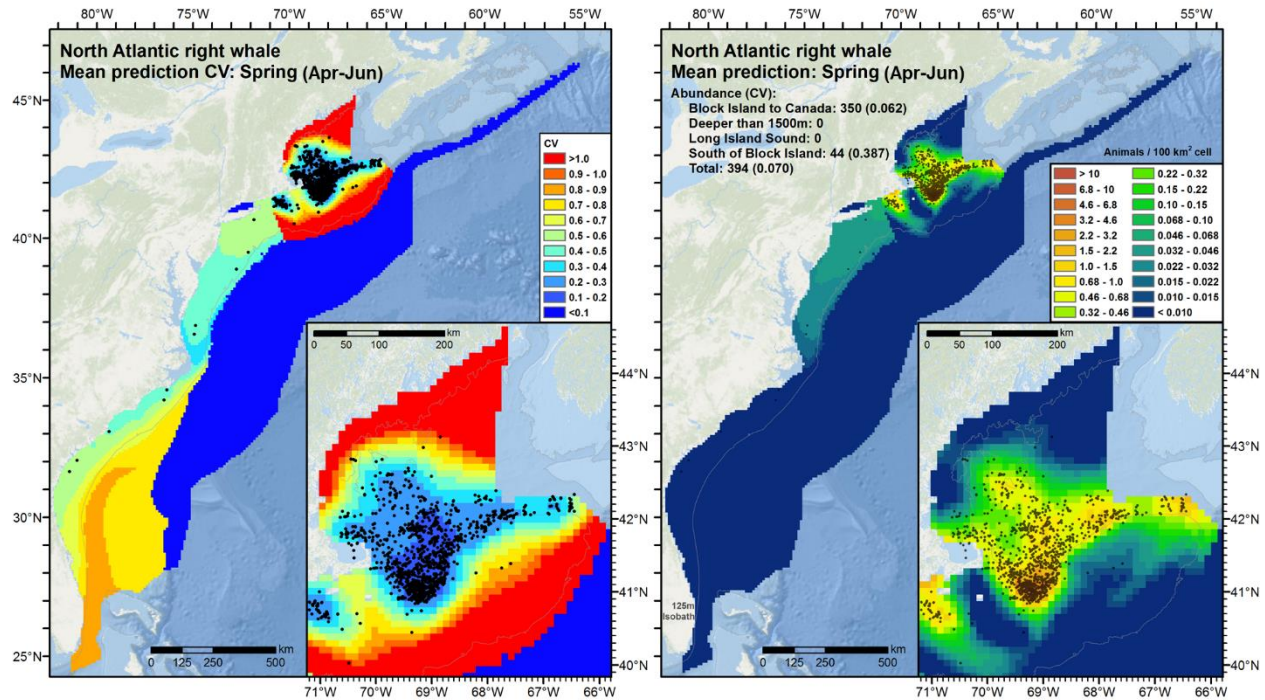 80°W 75°W 70°W 65°W 60°W 55°W
North Atlantic right whale
Mean prediction CV: Spring (Apr-Jun)
45°N
40°N
35°N
30°N
25°N
CV
>1.0
0.9 - 1.0
0.8 - 0.9
0.7 - 0.8
0.6 - 0.7
0.5 - 0.6
0.4 - 0.5
0.3 - 0.4
0.2 - 0.3
0.1 - 0.2
<0.1
km
0 50 100 200
km
0 125 250 500
71°W 70°W 69°W 68°W 67°W 66°W
80°W 75°W 70°W 65°W 60°W 55°W
North Atlantic right whale
Mean prediction: Spring (Apr-Jun)
Abundance (CV):
Block Island to Canada: 350 (0.062)
Deeper than 1500m: 0
Long Island Sound: 0
South of Block Island: 44 (0.387)
Total: 394 (0.070)
Animals / 100 km² cell
> 10 0.22 - 0.32
6.8 - 10 0.15 - 0.22
4.6 - 6.8 0.10 - 0.15
3.2 - 4.6 0.068 - 0.10
2.2 - 3.2 0.046 - 0.068
1.5 - 2.2 0.032 - 0.046
1.0 - 1.5 0.022 - 0.032
0.68 - 1.0 0.015 - 0.022
0.46 - 0.68 0.010 - 0.015
0.32 - 0.46 < 0.010
km
0 50 100 200
44°N
43°N
42°N
41°N
40°N
125m
Isobath
km
0 125 250 500
71°W 70°W 69°W 68°W 67°W 66°W